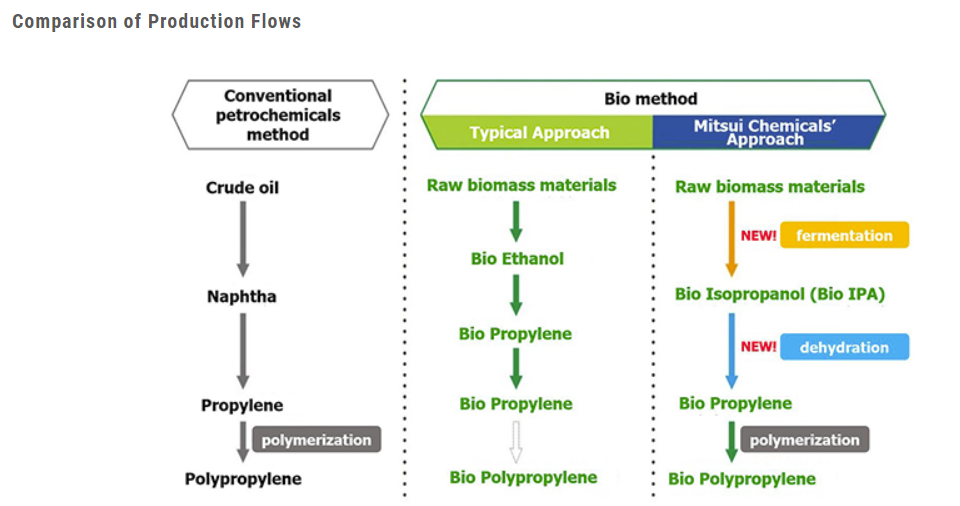 Comparison of Production Flows
Conventional
petrochemicals
method
Bio method
Typical Approach
Mitsui Chemicals’
Approach
Crude oil
Naphtha
Propylene
polymerization
Polypropylene
Raw biomass materials
Bio Ethanol
Bio Propylene
Bio Propylene
Bio Polypropylene
Raw biomass materials
NEW! fermentation
Bio Isopropanol (Bio IPA)
NEW! dehydration
Bio Propylene
polymerization
Bio Polypropylene